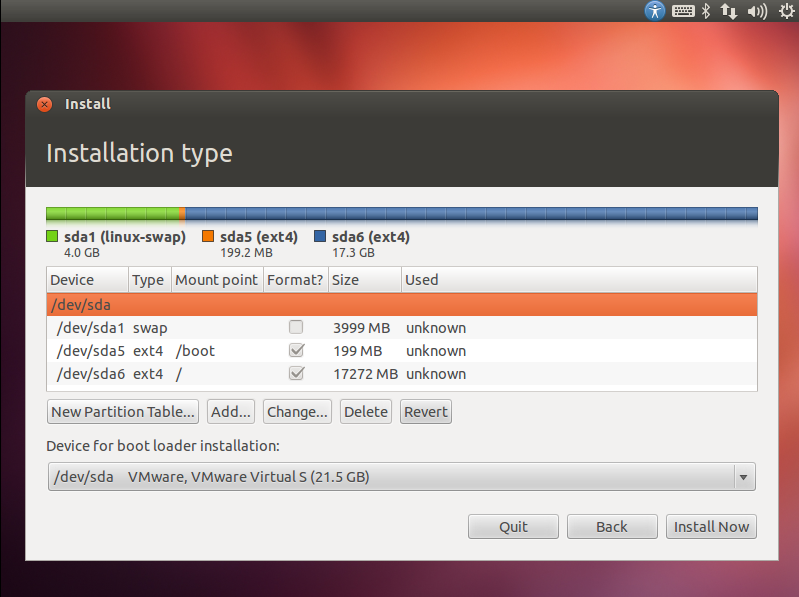 Install
Installation type
sda1 (linux-swap) sda5 (ext4) sda6 (ext4)
4.0 GB 199.2 MB 17.3 GB
Device Type Mount point Format? Size Used
/dev/sda
/dev/sda1 swap 3999 MB unknown
/dev/sda5 ext4 /boot 199 MB unknown
/dev/sda6 ext4 / 17272 MB unknown
New Partition Table... Add... Change... Delete Revert
Device for boot loader installation:
/dev/sda VMware, VMware Virtual S (21.5 GB)
Quit Back Install Now